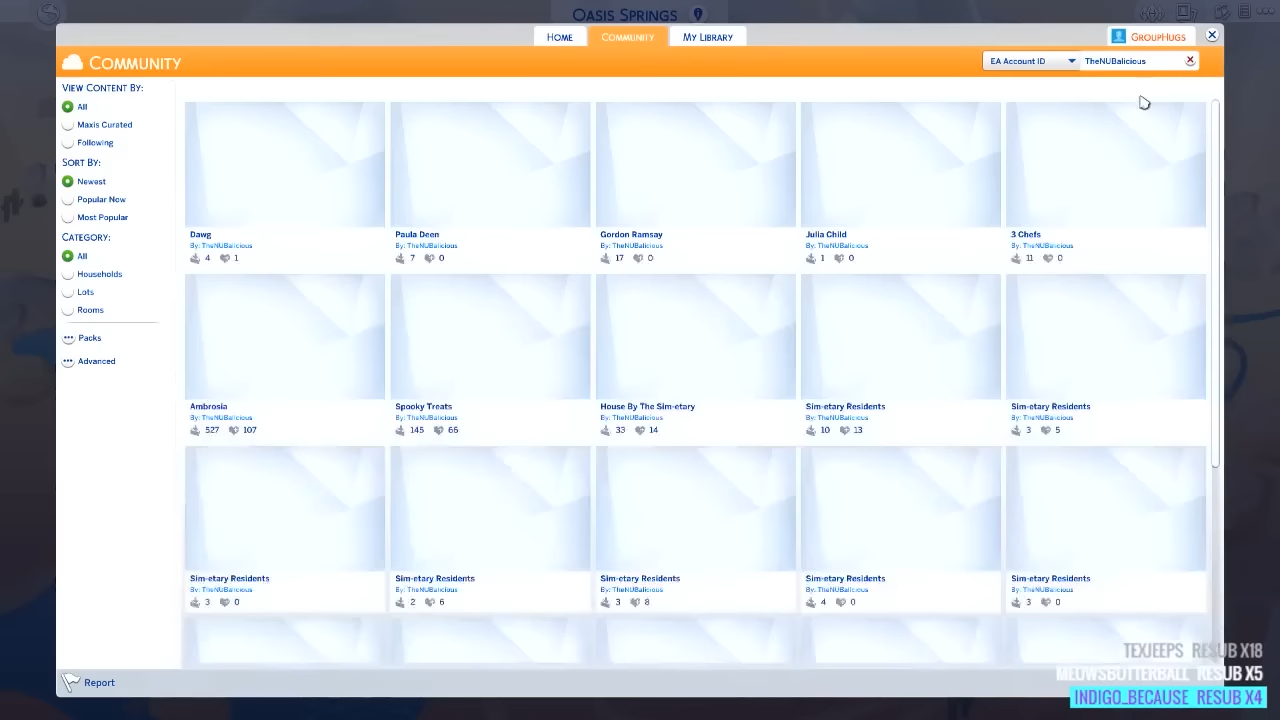 OASIS SPRINGS
HOME
COMMUNITY
MY LIBRARY
GROUPHUGS
COMMUNITY
EA Account ID
TheNUBalicious
VIEW CONTENT BY:
All
Maxis Curated
Following
SORT BY:
Newest
Popular Now
Most Popular
CATEGORY:
All
Households
Lots
Rooms
Packs
Advanced
Dawg
By: TheNUBalicious
4 1
Paula Deen
By: TheNUBalicious
7 0
Gordon Ramsay
By: TheNUBalicious
17 0
Julia Child
By: TheNUBalicious
1 0
3 Chefs
By: TheNUBalicious
11 0
Ambrosia
By: TheNUBalicious
527 107
Spooky Treats
By: TheNUBalicious
145 66
House By The Sim-etary
By: TheNUBalicious
33 14
Sim-etary Residents
By: TheNUBalicious
10 13
Sim-etary Residents
By: TheNUBalicious
3 5
Sim-etary Residents
By: TheNUBalicious
3 0
Sim-etary Residents
By: TheNUBalicious
2 6
Sim-etary Residents
By: TheNUBalicious
3 8
Sim-etary Residents
By: TheNUBalicious
4 0
Sim-etary Residents
By: TheNUBalicious
3 0
Report
TEXJEEPS RESUB X18
MEOWSBUTTERBALL RESUB X5
INDIGO_BECAUSE RESUB X4